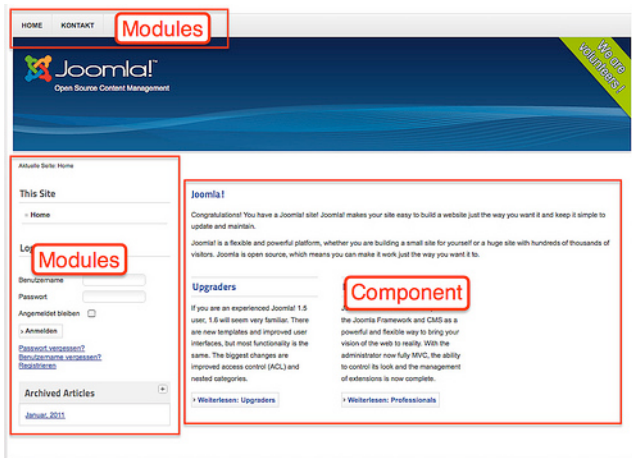 HOME KONTAKT
Modules
Joomla!™
Open Source Content Management
We are
volunteers!
Aktuelle Seite: Home
This Site
Home
Modules
Benutzername
Passwort
Angemeldet bleiben
Anmelden
Passwort vergessen?
Benutzername vergessen?
Registrieren
Archived Articles
Januar, 2011
Joomla!
Congratulations! You have a Joomla! site! Joomla! makes your site easy to build a website just the way you want it and keep it simple to
update and maintain.
Joomla! is a flexible and powerful platform, whether you are building a small site for yourself or a huge site with hundreds of thousands of
visitors. Joomla is open source, which means you can make it work just the way you want it to.
Upgraders
If you are an experienced Joomla! 1.5
user, 1.6 will seem very familiar. There
are new templates and improved user
interfaces, but most functionality is the
same. The biggest changes are
improved access control (ACL) and
nested categories.
Weiterlesen: Upgraders
Component
the Joomla Framework and CMS as a
powerful and flexible way to bring your
vision of the web to reality. With the
administrator now fully MVC, the ability
to control its look and the management
of extensions is now complete.
Weiterlesen: Professionals